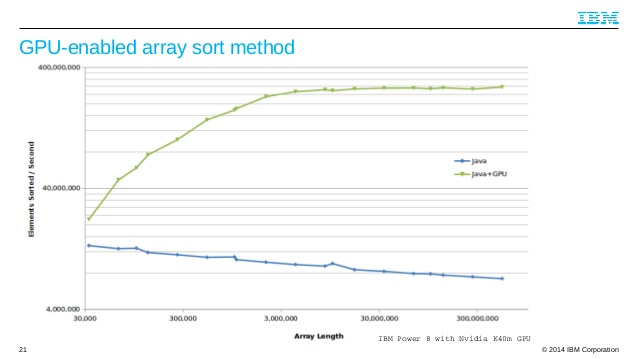 IBM
GPU-enabled array sort method
400,000,000
40,000,000
4,000,000
Elements Sorted / Second
Java
Java+GPU
30,000 300,000 3,000,000 30,000,000 300,000,000
Array Length
IBM Power 8 with Nvidia K40m GPU
21
© 2014 IBM Corporation